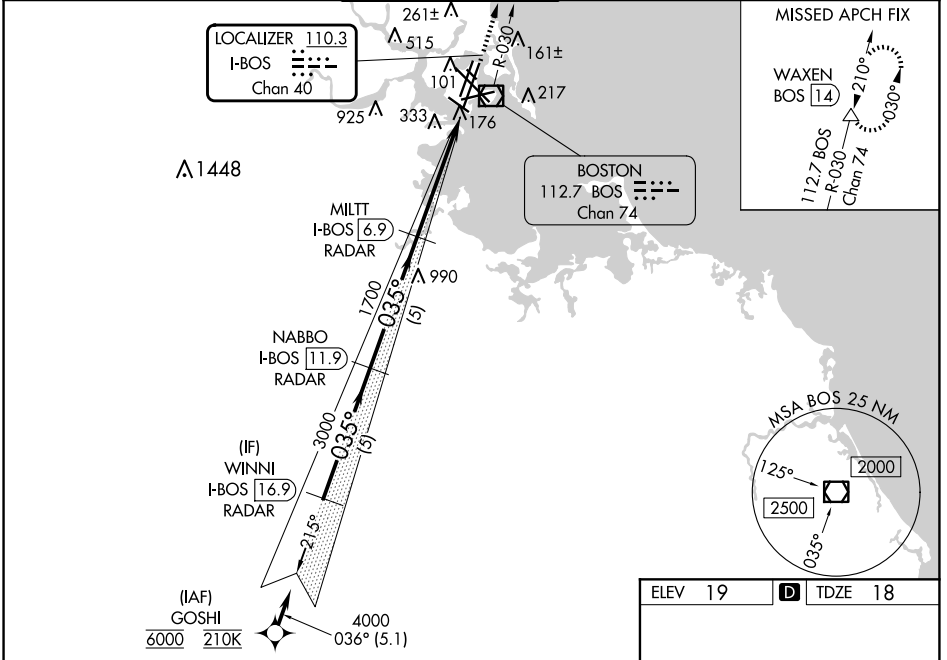 261±
515
LOCALIZER 110.3
I-BOS
Chan 40
R-030
161±
101
217
925
333
176
1448
BOSTON
112.7 BOS
Chan 74
MISSED APCH FIX
WAXEN
BOS 14
210°
030°
112.7 BOS
R-030
Chan 74
MILTT
I-BOS 6.9
RADAR
990
1700
035°
(5)
NABBO
I-BOS 11.9
RADAR
3000
035°
(5)
(IF)
WINNI
I-BOS 16.9
RADAR
215°
(IAF)
GOSHI
6000 210K
4000
036° (5.1)
MSA BOS 25 NM
125°
2000
2500
035°
ELEV 19 D TDZE 18